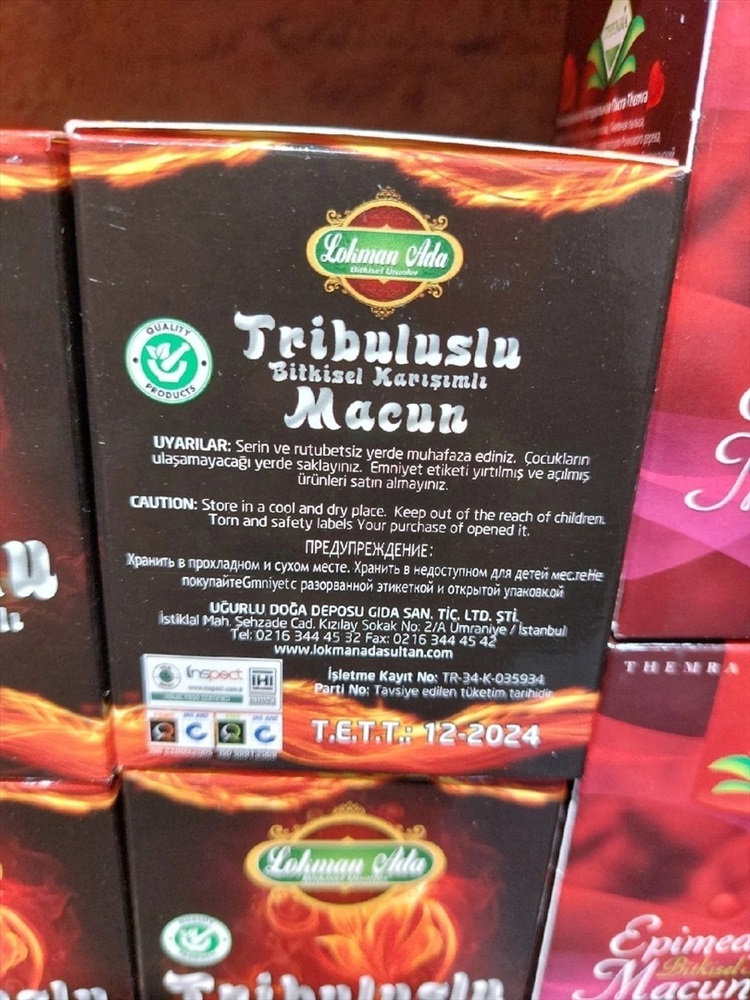 Ducra Themra
Lokman Ada
Bitkisel Ürünler
QUALITY
PRODUCTS
Tribuluslu
Bitkisel Karışımlı
Macun
UYARILAR: Serin ve rutubetsiz yerde muhafaza ediniz. Çocukların
ulaşamayacağı yerde saklayınız. Emniyet etiketi yırtılmış ve açılmış
ürünleri satın almayınız.
CAUTION: Store in a cool and dry place. Keep out of the reach of children.
Torn and safety labels Your purchase of opened it.
ПРЕДУПРЕЖДЕНИЕ:
Хранить в прохладном и сухом месте. Хранить в недоступном для детей местеНе
покупайтеGmniyetс разорванной этикеткой и открытой упаковкой
UĞURLU DOĞA DEPOSU GIDA SAN. TİC. LTD. ŞTİ.
İstiklal Mah. Şehzade Cad. Kızılay Sokak No: 2/A Ümraniye / İstanbul
Tel: 0216 344 45 32 Fax: 0216 344 45 42
www.lokmanadasultan.com
inspect
İşletme Kayıt No: TR-34-K-035934
Parti No: Tavsiye edilen tüketim tarihidir
T.E.T.T.: 12-2024
THEMRA
Lokman Ada
Tribuluslu
Epimed
Bitkisel
Macun